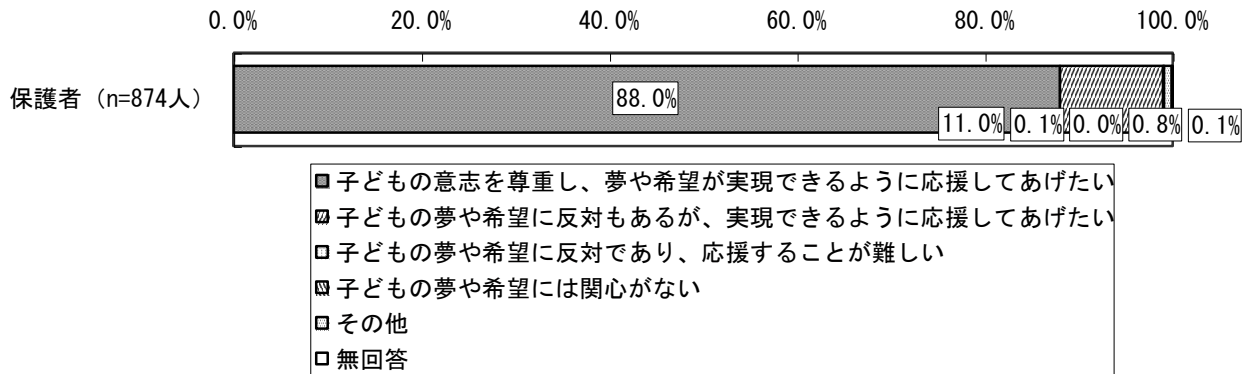 0.0% 20.0% 40.0% 60.0% 80.0% 100.0%
保護者（n=874人） 88.0% 11.0% 0.1% 0.0% 0.8% 0.1%
子どもの意志を尊重し、夢や希望が実現できるように応援してあげたい
子どもの夢や希望に反対もあるが、実現できるように応援してあげたい
子どもの夢や希望に反対であり、応援することが難しい
子どもの夢や希望には関心がない
その他
無回答